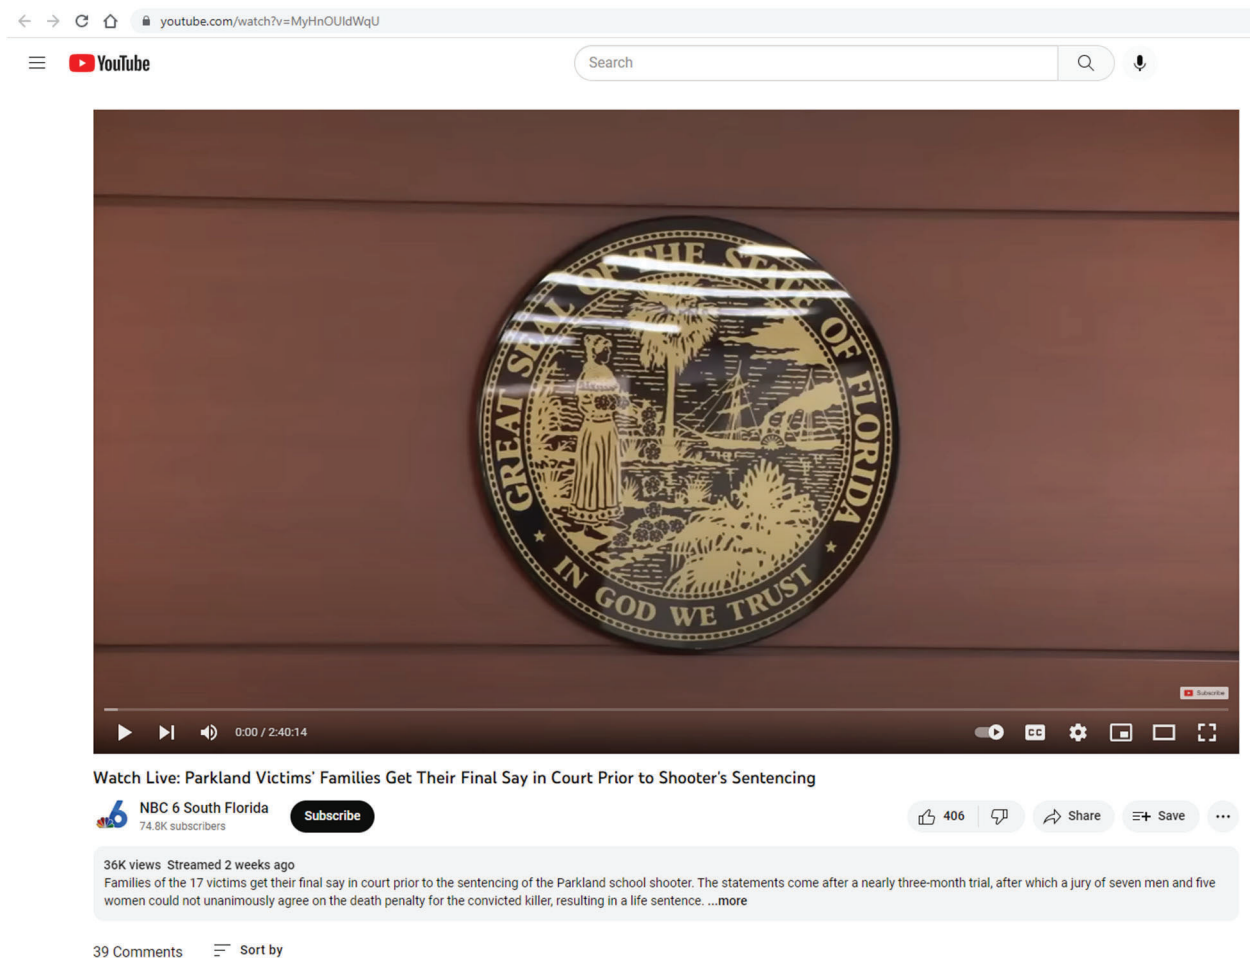 youtube.com/watch?v=MyHnOUIdWqU
YouTube
Search
GREAT SEAL OF THE STATE OF FLORIDA
IN GOD WE TRUST
Subscribe
0:00 / 2:40:14
CC
Watch Live: Parkland Victims' Families Get Their Final Say in Court Prior to Shooter's Sentencing
6
NBC 6 South Florida
74.8K subscribers
Subscribe
406
Share
Save
36K views Streamed 2 weeks ago
Families of the 17 victims get their final say in court prior to the sentencing of the Parkland school shooter. The statements come after a nearly three-month trial, after which a jury of seven men and five
women could not unanimously agree on the death penalty for the convicted killer, resulting in a life sentence. ...more
39 Comments
Sort by